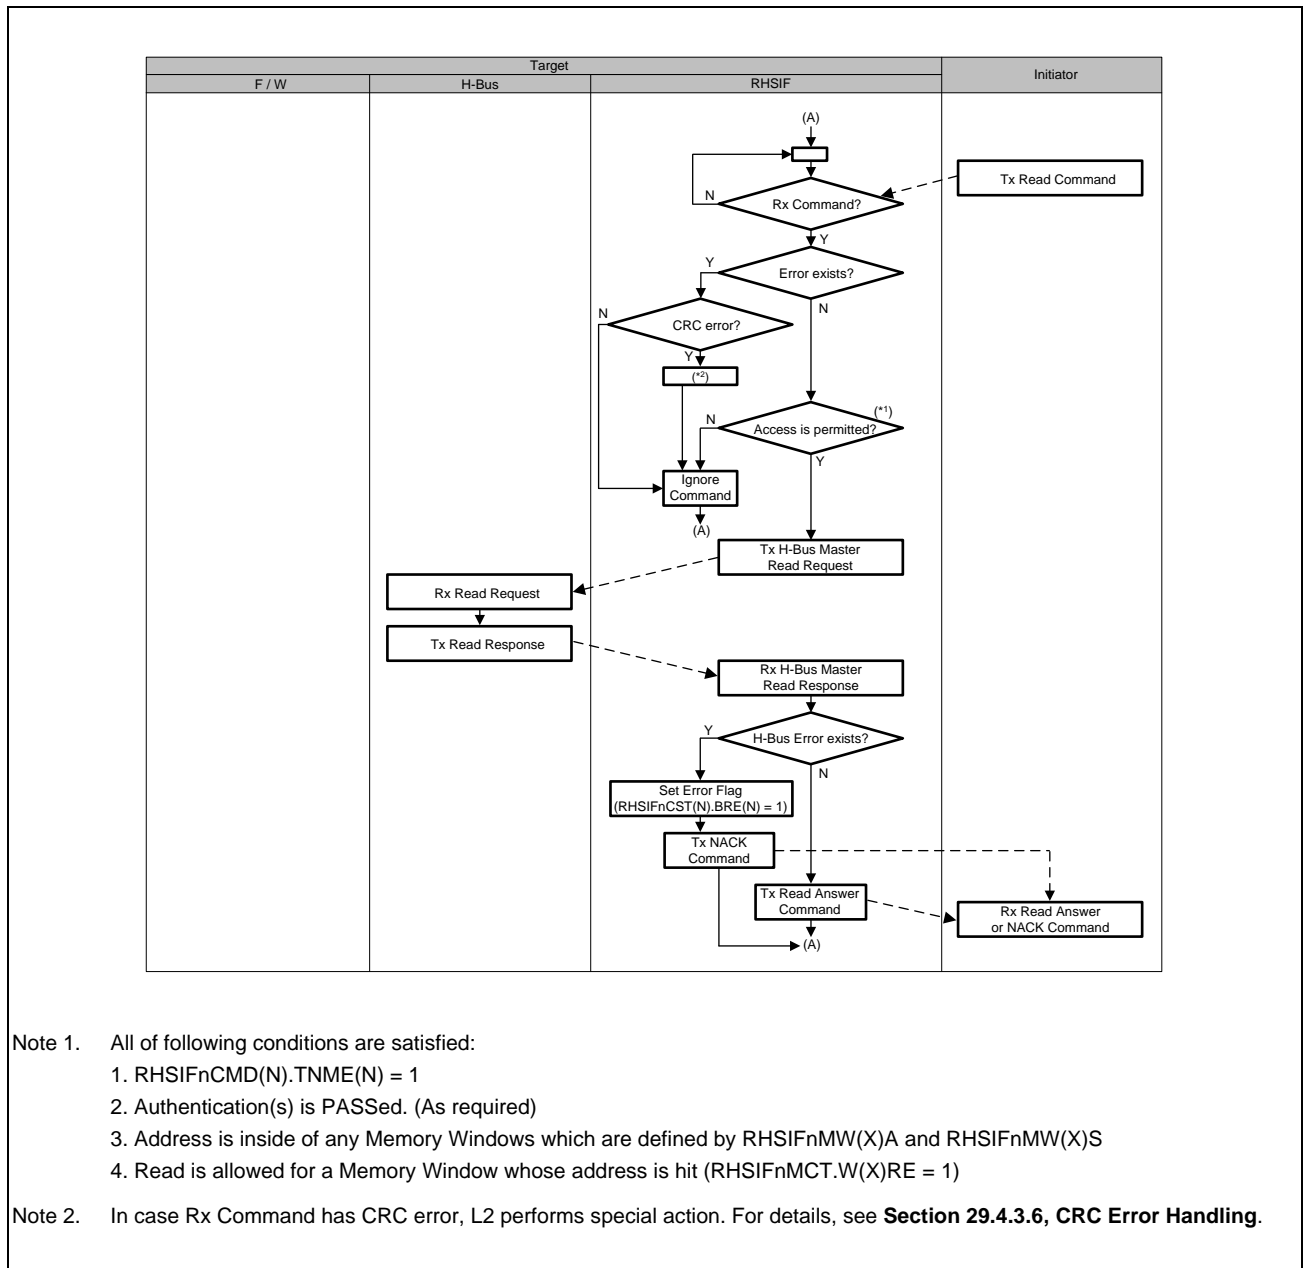 Target
Initiator
F / W
H-Bus
RHSIF
(A)
Tx Read Command
N
Rx Command?
Y
Y
Error exists?
N
N
CRC error?
Y
(*2)
(*1)
N
Access is permitted?
Y
Ignore
Command
(A)
Tx H-Bus Master
Read Request
Rx Read Request
Tx Read Response
Rx H-Bus Master
Read Response
Y
H-Bus Error exists?
N
Set Error Flag
(RHSIFnCST(N).BRE(N) = 1)
Tx NACK
Command
Tx Read Answer
Command
Rx Read Answer
or NACK Command
(A)
Note 1. All of following conditions are satisfied:
1. RHSIFnCMD(N).TNME(N) = 1
2. Authentication(s) is PASSed. (As required)
3. Address is inside of any Memory Windows which are defined by RHSIFnMW(X)A and RHSIFnMW(X)S
4. Read is allowed for a Memory Window whose address is hit (RHSIFnMCT.W(X)RE = 1)
Note 2. In case Rx Command has CRC error, L2 performs special action. For details, see Section 29.4.3.6, CRC Error Handling.